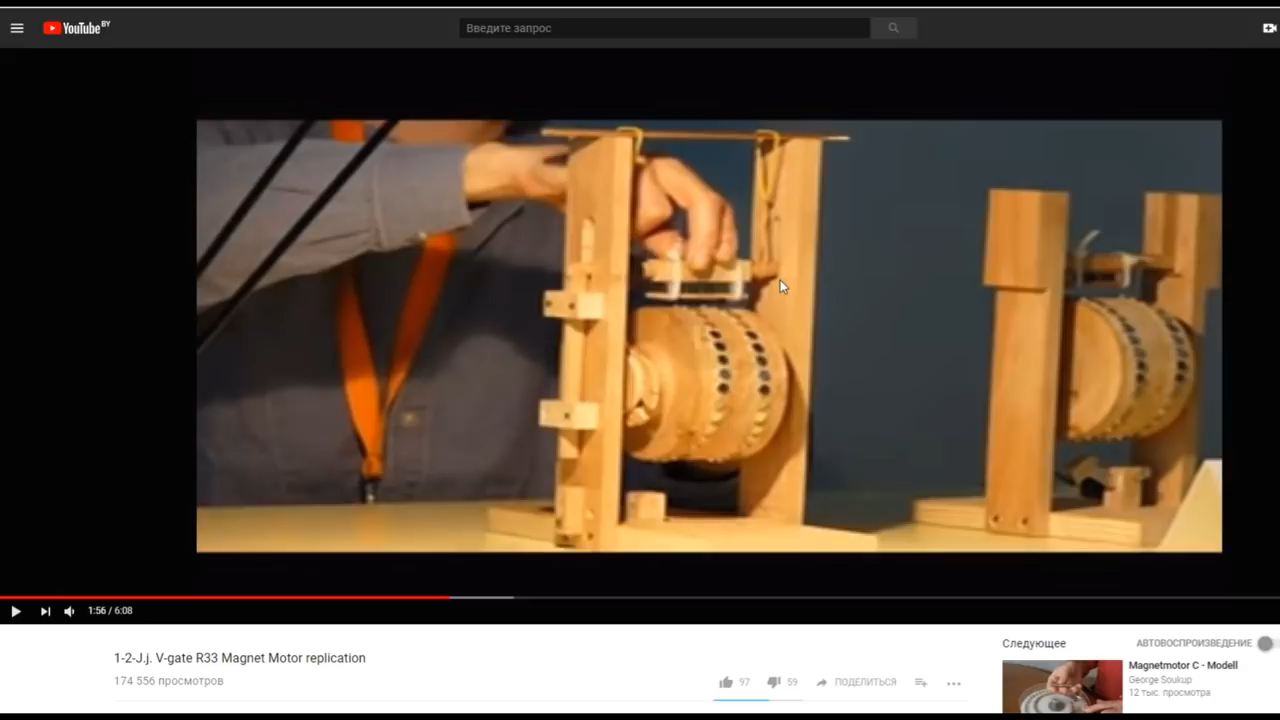 YouTube BY
Введите запрос
1:56 / 6:08
1-2-J.j. V-gate R33 Magnet Motor replication
174 556 просмотров
97
59
ПОДЕЛИТЬСЯ
Следующее
АВТОВОСПРОИЗВЕДЕНИЕ
Magnetmotor C - Modell
George Soukup
12 тыс. просмотра